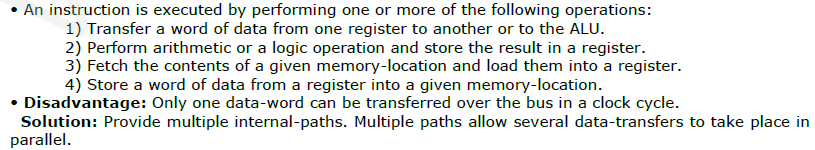 • An instruction is executed by performing one or more of the following operations:
1) Transfer a word of data from one register to another or to the ALU.
2) Perform arithmetic or a logic operation and store the result in a register.
3) Fetch the contents of a given memory-location and load them into a register.
4) Store a word of data from a register into a given memory-location.
• Disadvantage: Only one data-word can be transferred over the bus in a clock cycle.
Solution: Provide multiple internal-paths. Multiple paths allow several data-transfers to take place in
parallel.